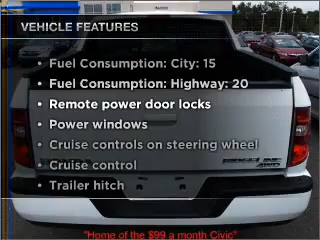 VEHICLE FEATURES
• Fuel Consumption: City: 15
• Fuel Consumption: Highway: 20
• Remote power door locks
• Power windows
• Cruise controls on steering wheel
• Cruise control
• Trailer hitch
4WD
"Home of the $99 a month Civic"